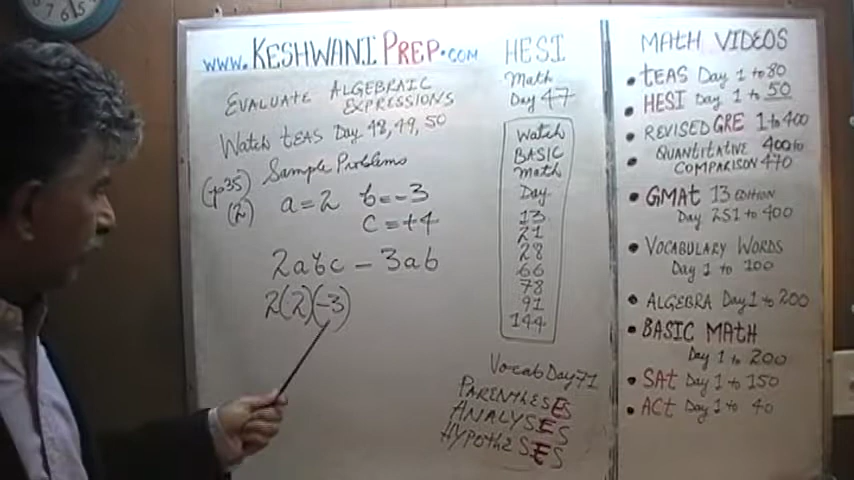 www.KESHWANIPREP.com
EVALUATE ALGEBRAIC
EXPRESSIONS
Watch TEAS Day 48, 49, 50
Sample Problems
(p35)
(2)
a=2 b=-3
c=+4
2abc - 3ab
2(2)(-3)
HESI
Math
Day 47
Watch
BASIC
Math
Day
13
21
28
66
78
91
144
Vocab Day 71
PARENTHESES
ANALYSES
HYPOTHESES
MATH VIDEOS
• TEAS Day 1 to 80
• HESI Day 1 to 50
• REVISED GRE 1 to 400
• QUANTITATIVE 400 to
COMPARISON 470
• GMAT 13 EDITION
Day 251 to 400
• VOCABULARY WORDS
Day 1 to 100
• ALGEBRA Day 1 to 200
• BASIC MATH
Day 1 to 200
• SAT Day 1 to 150
• ACT Day 1 to 40